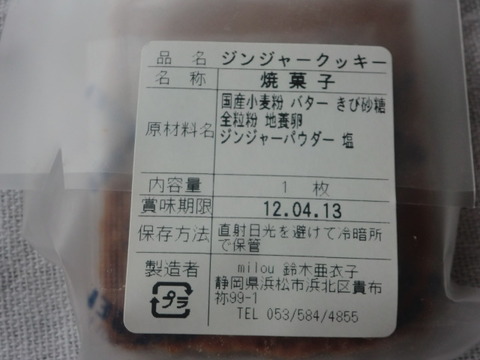 品名 ジンジャークッキー
名称 焼菓子
原材料名 国産小麦粉 バター きび砂糖
全粒粉 地養卵
ジンジャーパウダー 塩
内容量 1 枚
賞味期限 12.04.13
保存方法 直射日光を避けて冷暗所
で保管
製造者 milou 鈴木亜衣子
静岡県浜松市浜北区貴布
祢99-1
TEL 053/584/4855
プラ